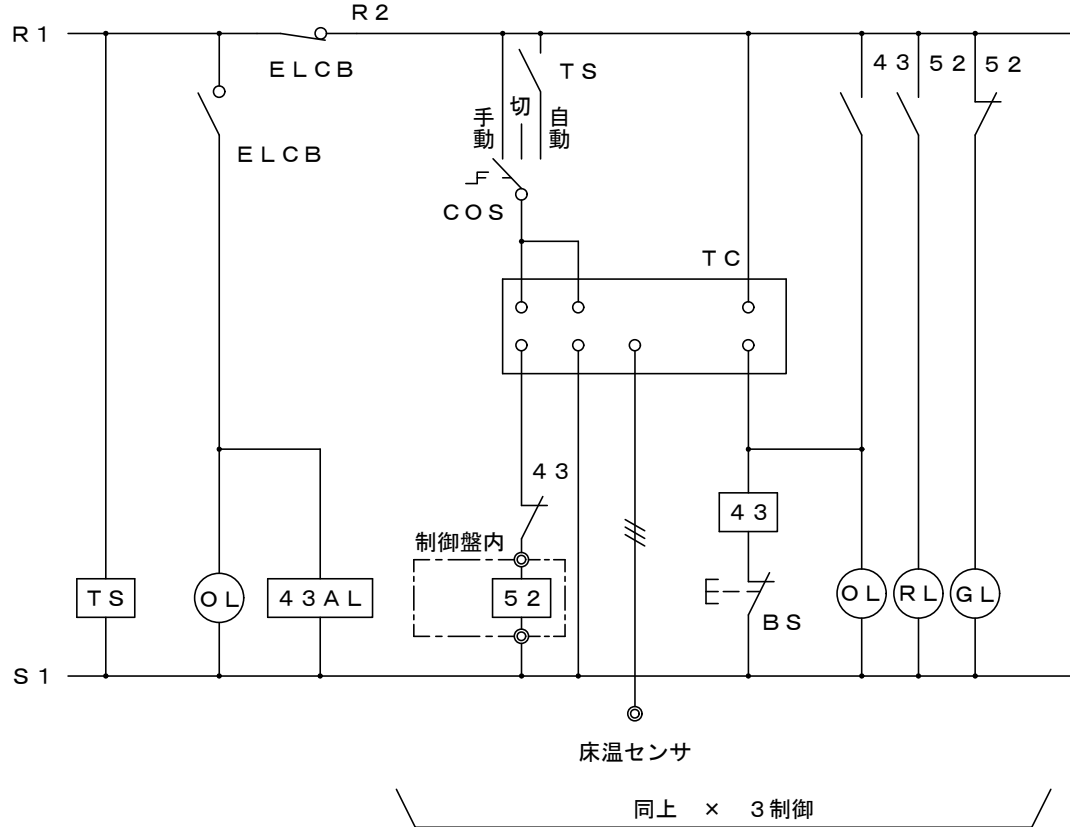 R2
R1
ELCB
ELCB
TS
手動
切
自動
COS
TC
43
52
52
43
制御盤内
TS
OL
43AL
52
43
BS
OL
RL
GL
S1
床温センサ
同上 × 3制御